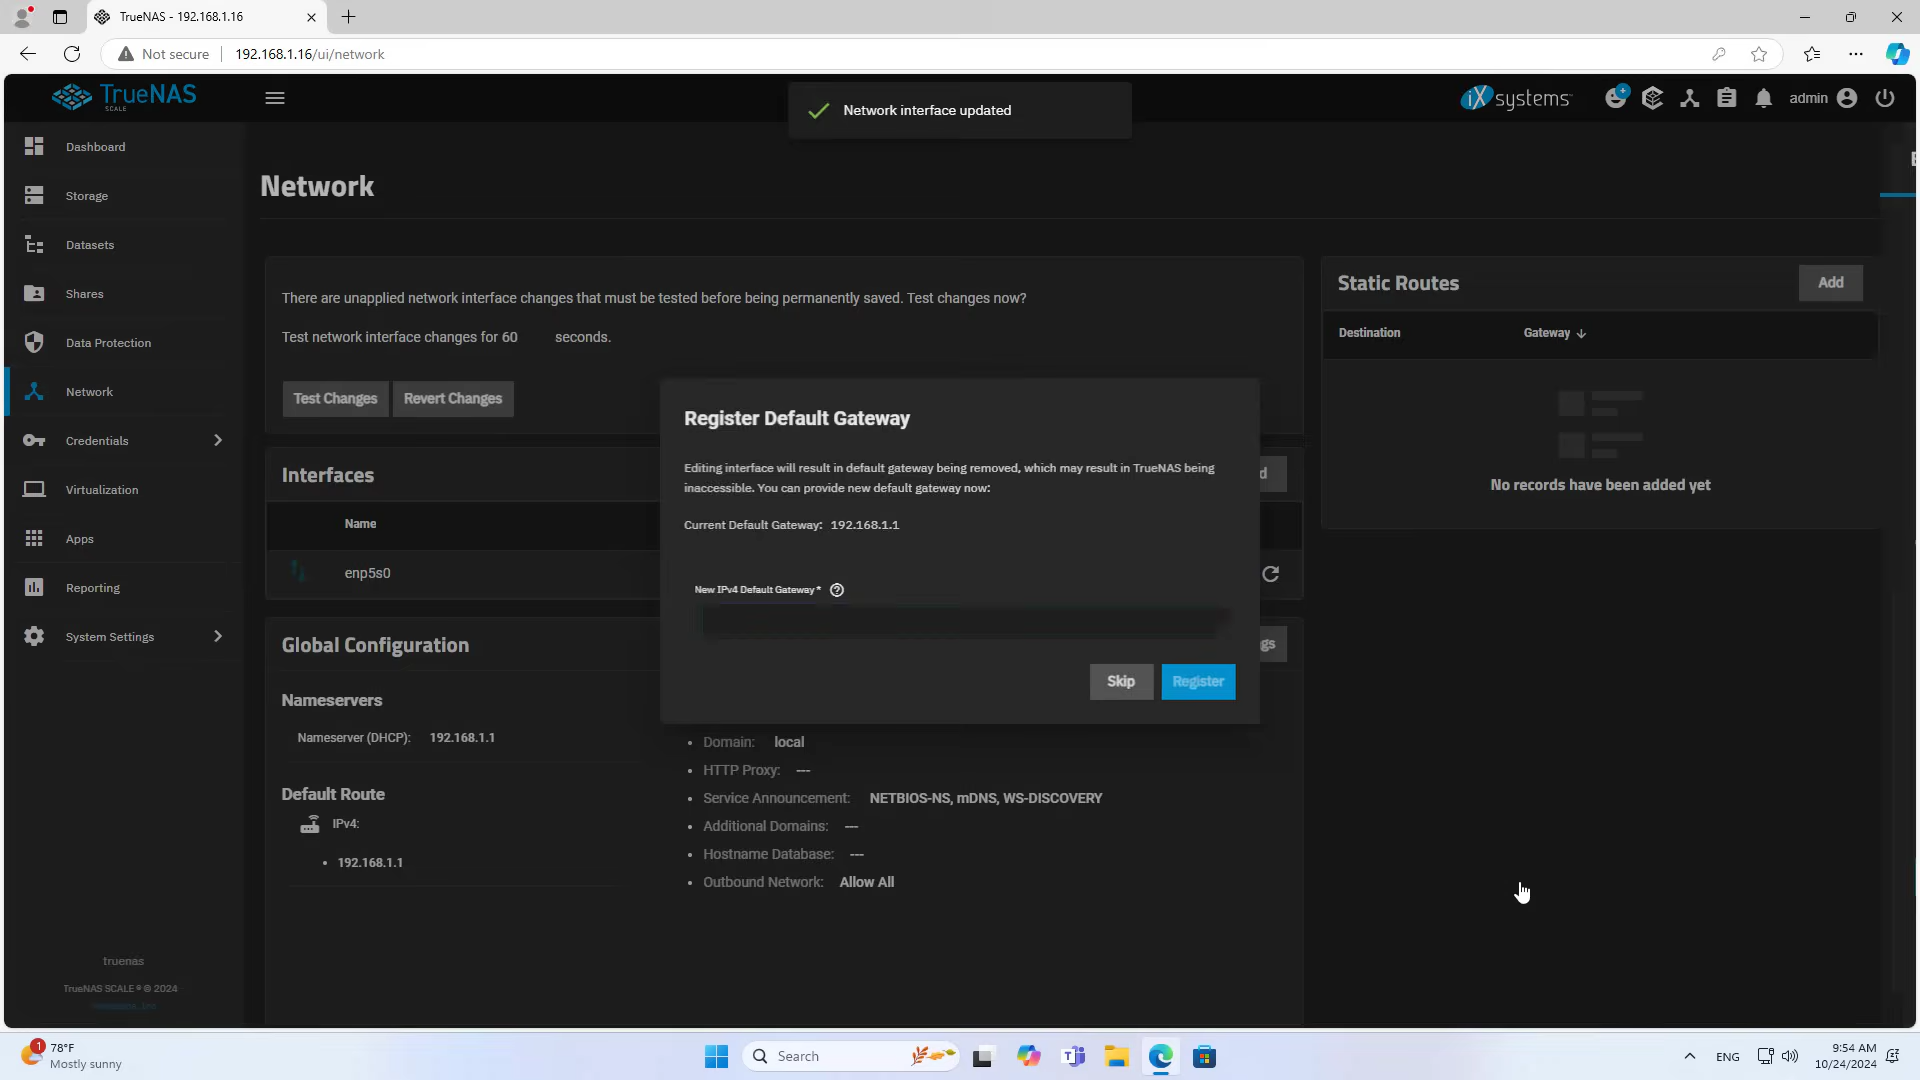 TrueNAS - 192.168.1.16
Not secure
192.168.1.16/ui/network
TrueNAS
SCALE
iXsystems
admin
Network interface updated
Dashboard
Storage
Datasets
Shares
Data Protection
Network
Credentials
Virtualization
Apps
Reporting
System Settings
truenas
TrueNAS SCALE ® © 2024
Network
There are unapplied network interface changes that must be tested before being permanently saved. Test changes now?
Test network interface changes for 60 seconds.
Test Changes
Revert Changes
Interfaces
Name
enp5s0
Global Configuration
gs
Nameservers
Nameserver (DHCP): 192.168.1.1
Default Route
IPv4:
192.168.1.1
Domain: local
HTTP Proxy: ---
Service Announcement: NETBIOS-NS, mDNS, WS-DISCOVERY
Additional Domains: ---
Hostname Database: ---
Outbound Network: Allow All
Static Routes
Add
Destination
Gateway
No records have been added yet
Register Default Gateway
Editing interface will result in default gateway being removed, which may result in TrueNAS being
inaccessible. You can provide new default gateway now:
Current Default Gateway: 192.168.1.1
New IPv4 Default Gateway *
Skip
Register
1
78°F
Mostly sunny
Search
ENG
9:54 AM
10/24/2024